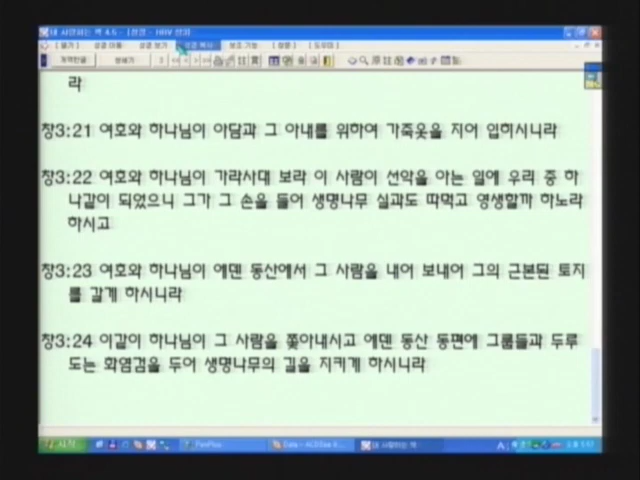 라
창3:21 여호와 하나님이 아담과 그 아내를 위하여 가죽옷을 지어 입히시니라
창3:22 여호와 하나님이 가라사대 보라 이 사람이 선악을 아는 일에 우리 중 하
나같이 되었으니 그가 그 손을 들어 생명나무 실과도 따먹고 영생할까 하노라
하시고
창3:23 여호와 하나님이 에덴 동산에서 그 사람을 내어 보내어 그의 근본된 토지
를 갈게 하시니라
창3:24 이같이 하나님이 그 사람을 쫓아내시고 에덴 동산 동편에 그룹들과 두루
도는 화염검을 두어 생명나무의 길을 지키게 하시니라
시작